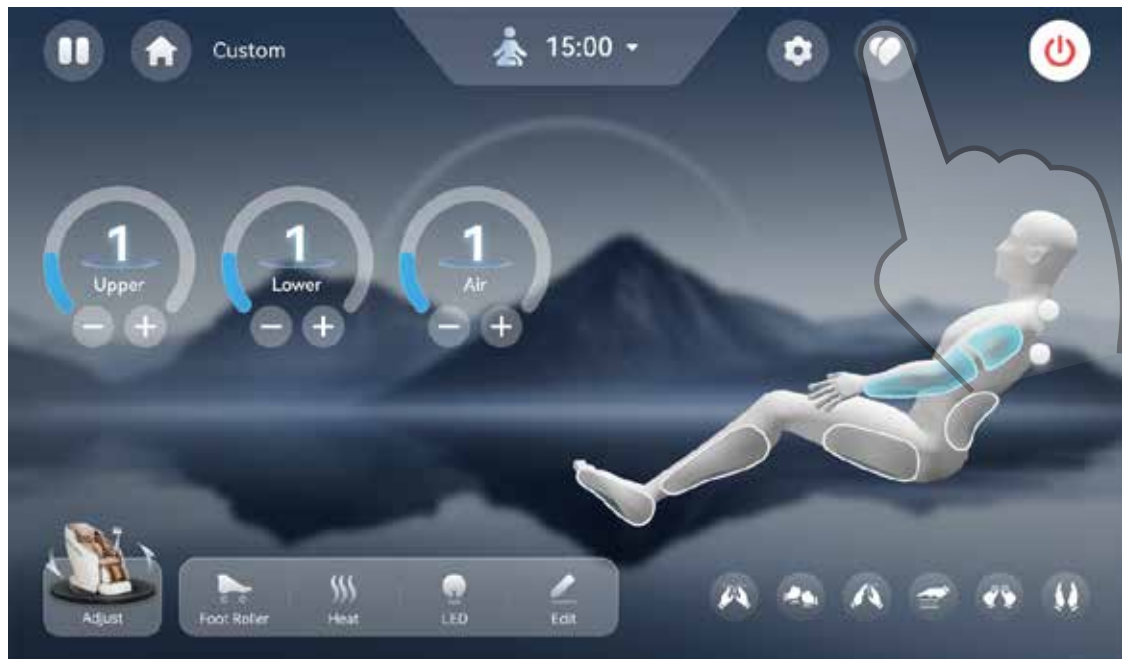 Custom
15:00
1
Upper
1
Lower
1
Air
Adjust
Foot Roller
Heat
LED
Edit